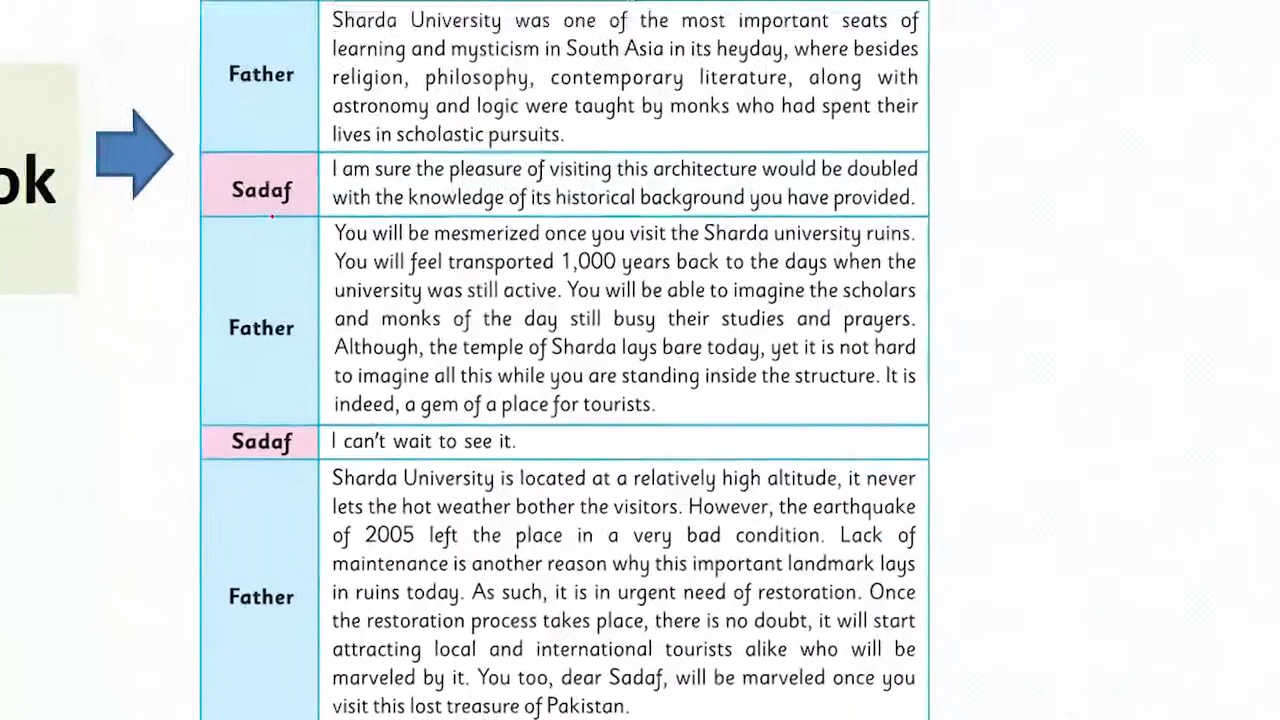 ok
Father
Sharda University was one of the most important seats of
learning and mysticism in South Asia in its heyday, where besides
religion, philosophy, contemporary literature, along with
astronomy and logic were taught by monks who had spent their
lives in scholastic pursuits.
Sadaf
I am sure the pleasure of visiting this architecture would be doubled
with the knowledge of its historical background you have provided.
Father
You will be mesmerized once you visit the Sharda university ruins.
You will feel transported 1,000 years back to the days when the
university was still active. You will be able to imagine the scholars
and monks of the day still busy their studies and prayers.
Although, the temple of Sharda lays bare today, yet it is not hard
to imagine all this while you are standing inside the structure. It is
indeed, a gem of a place for tourists.
Sadaf
I can't wait to see it.
Father
Sharda University is located at a relatively high altitude, it never
lets the hot weather bother the visitors. However, the earthquake
of 2005 left the place in a very bad condition. Lack of
maintenance is another reason why this important landmark lays
in ruins today. As such, it is in urgent need of restoration. Once
the restoration process takes place, there is no doubt, it will start
attracting local and international tourists alike who will be
marveled by it. You too, dear Sadaf, will be marveled once you
visit this lost treasure of Pakistan.